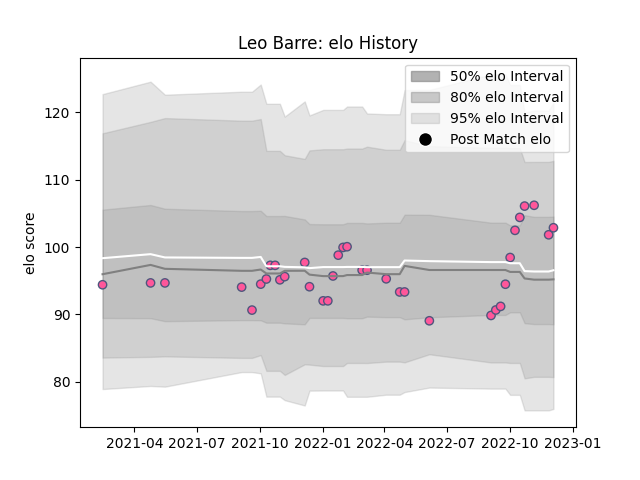 Leo Barre: elo History
50% elo Interval
80% elo Interval
95% elo Interval
Post Match elo
elo score
120
110
100
90
80
2021-04 2021-07 2021-10 2022-01 2022-04 2022-07 2022-10 2023-01